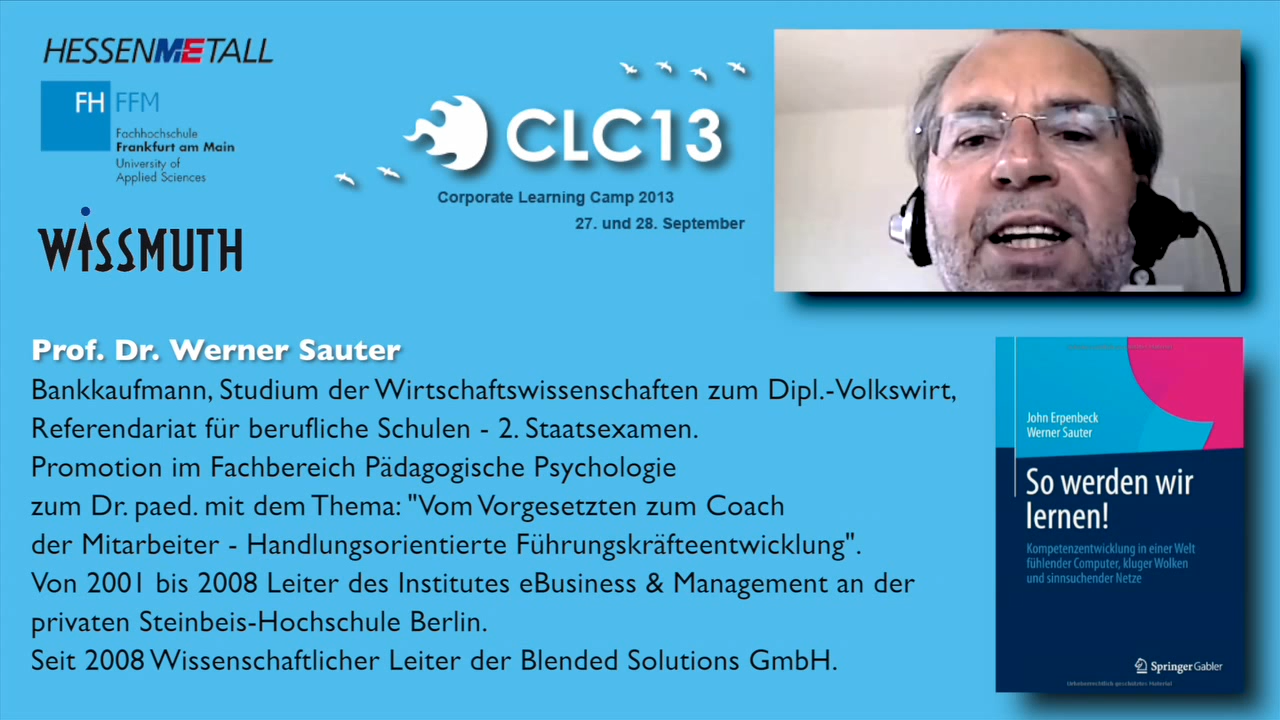 HESSENMETALL
FH FFM
Fachhochschule
Frankfurt am Main
University of
Applied Sciences
WISSMUTH
CLC13
Corporate Learning Camp 2013
27. und 28. September
Prof. Dr. Werner Sauter
Bankkaufmann, Studium der Wirtschaftswissenschaften zum Dipl.-Volkswirt,
Referendariat für berufliche Schulen - 2. Staatsexamen.
Promotion im Fachbereich Pädagogische Psychologie
zum Dr. paed. mit dem Thema: "Vom Vorgesetzten zum Coach
der Mitarbeiter - Handlungsorientierte Führungskräfteentwicklung".
Von 2001 bis 2008 Leiter des Institutes eBusiness & Management an der
privaten Steinbeis-Hochschule Berlin.
Seit 2008 Wissenschaftlicher Leiter der Blended Solutions GmbH.
John Erpenbeck
Werner Sauter
So werden wir
lernen!
Kompetenzentwicklung in einer Welt
fühlender Computer, kluger Wolken
und sinnsuchender Netze
Springer Gabler
Urheberrechtlich geschütztes Material